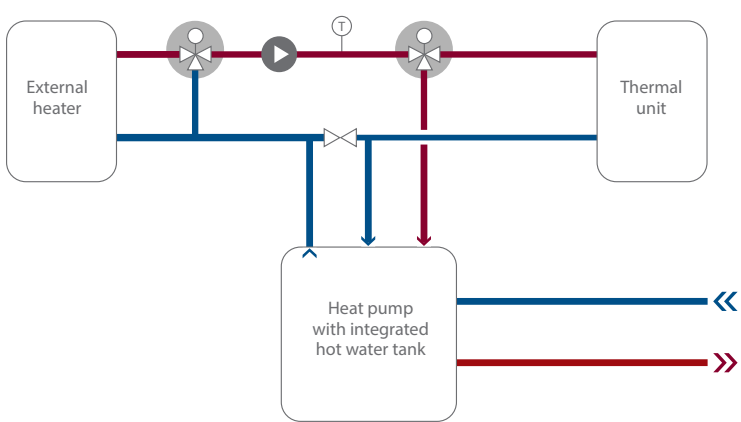 T
External
heater
Thermal
unit
Heat pump
with integrated
hot water tank